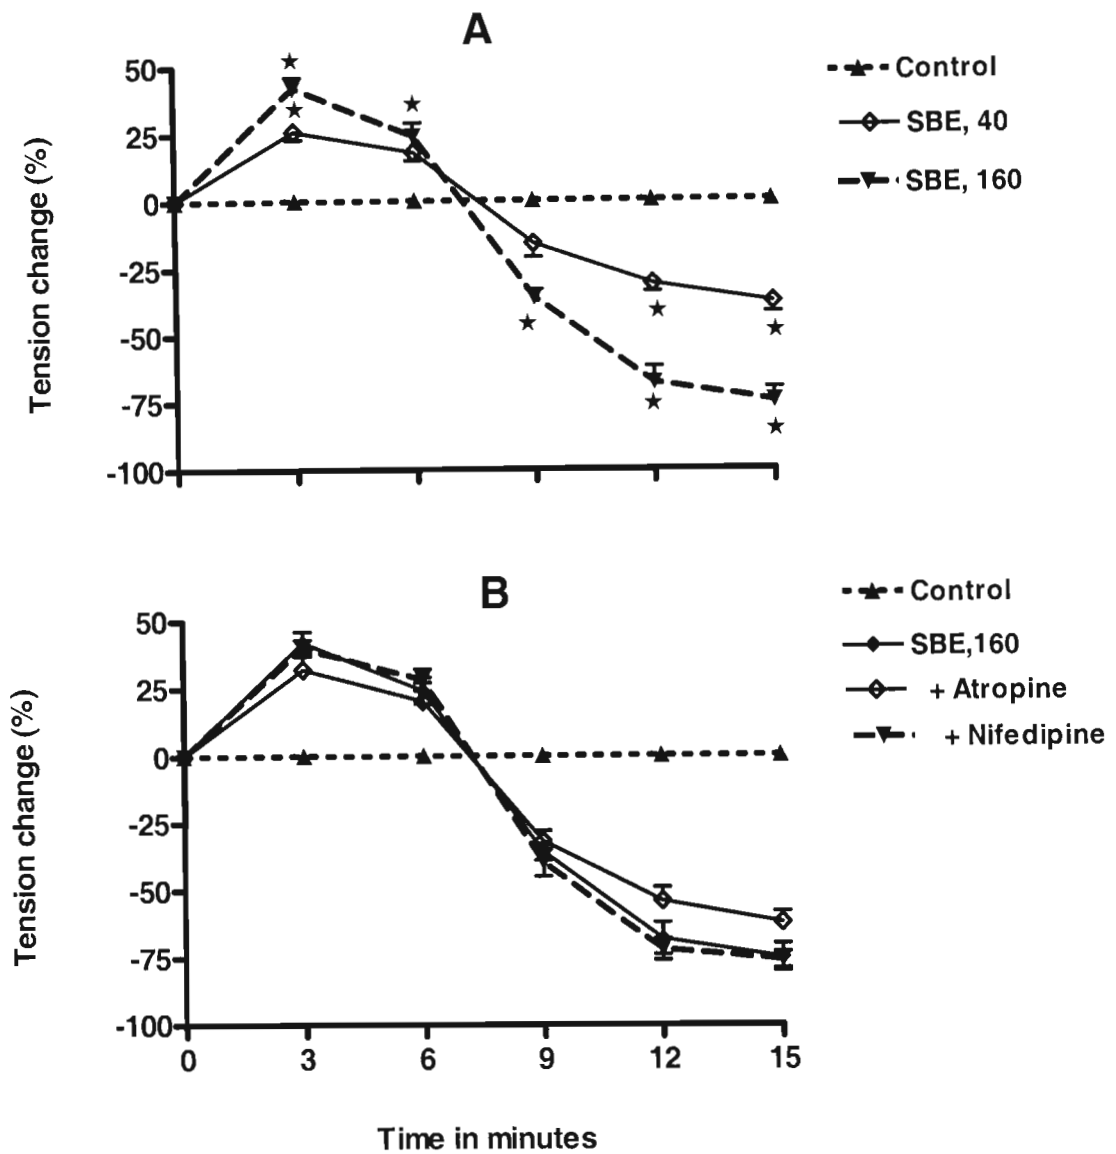 A
Control
SBE, 40
SBE, 160
50
25
0
-25
-50
-75
-100
Tension change (%)
B
Control
SBE,160
+ Atropine
+ Nifedipine
50
25
0
-25
-50
-75
-100
Tension change (%)
0 3 6 9 12 15
Time in minutes